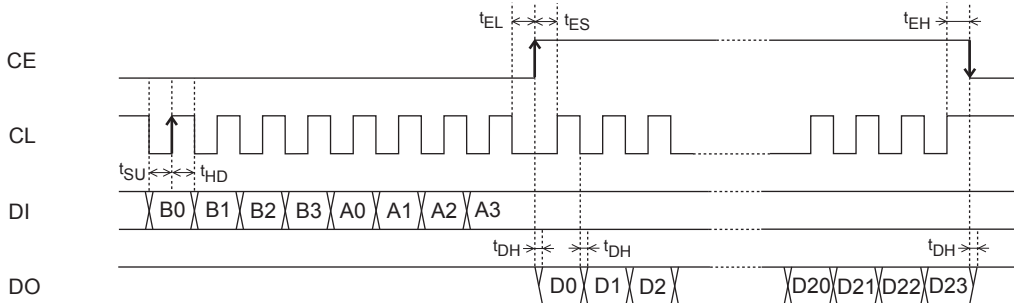 tEL tES tEH
CE
CL
tSU tHD
DI B0 B1 B2 B3 A0 A1 A2 A3
tDH tDH tDH
DO D0 D1 D2 D20 D21 D22 D23